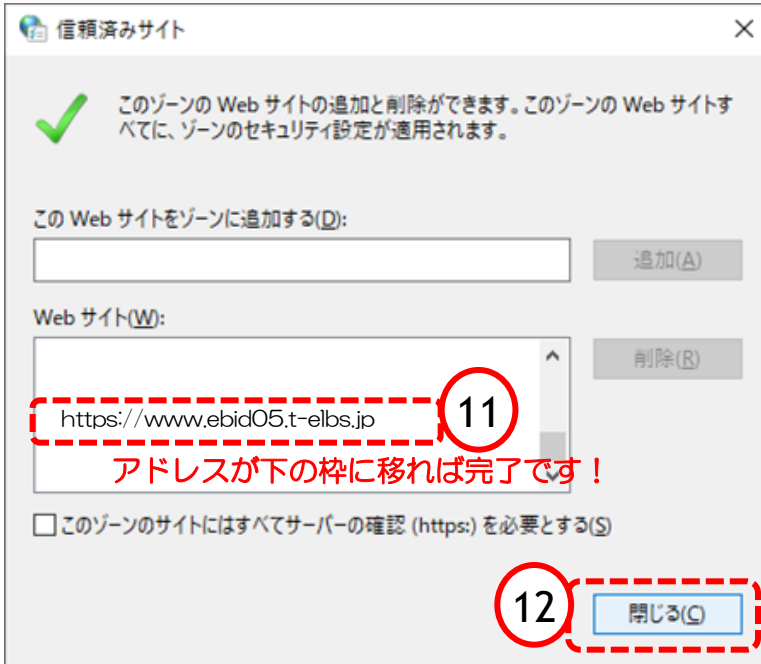 信頼済みサイト
このゾーンの Web サイトの追加と削除ができます。このゾーンの Web サイトす
べてに、ゾーンのセキュリティ設定が適用されます。
この Web サイトをゾーンに追加する(D):
追加(A)
Web サイト(W):
削除(R)
https://www.ebid05.t-elbs.jp
11
アドレスが下の枠に移れば完了です！
このゾーンのサイトにはすべてサーバーの確認 (https:) を必要とする(S)
12
閉じる(C)